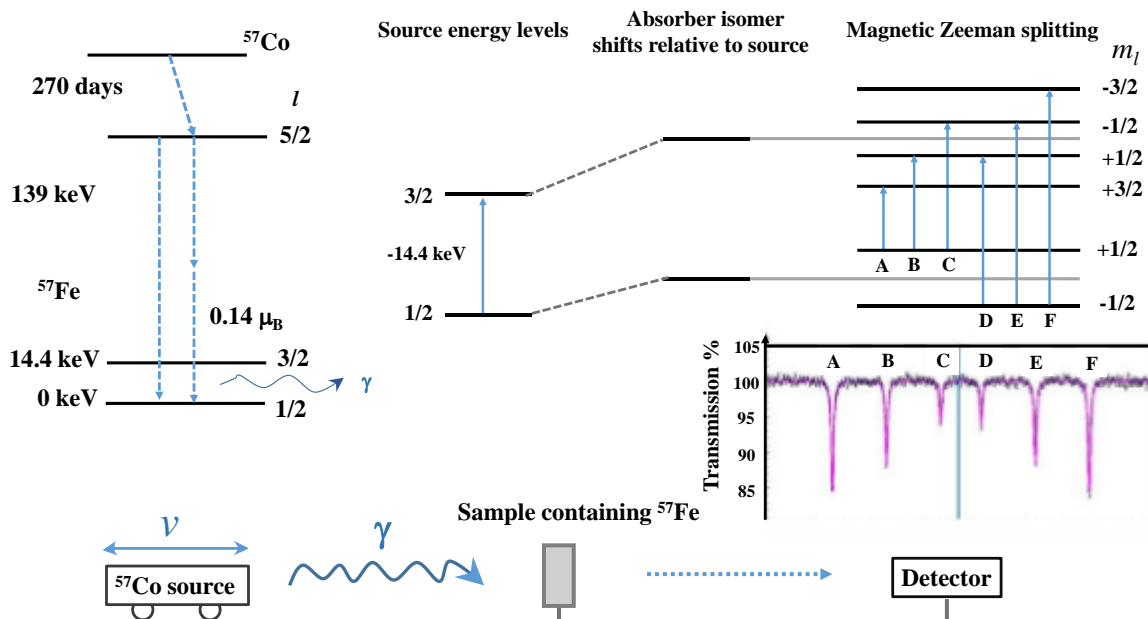 ⁵⁷Co
270 days
l
5/2
139 keV
⁵⁷Fe
0.14 μB
14.4 keV
3/2
0 keV
1/2
γ
Source energy levels
3/2
-14.4 keV
1/2
Absorber isomer
shifts relative to source
Magnetic Zeeman splitting
ml
-3/2
-1/2
+1/2
+3/2
+1/2
A B C
-1/2
D E F
Transmission %
105
100
95
90
85
A B C D E F
Sample containing ⁵⁷Fe
v
γ
⁵⁷Co source
Detector